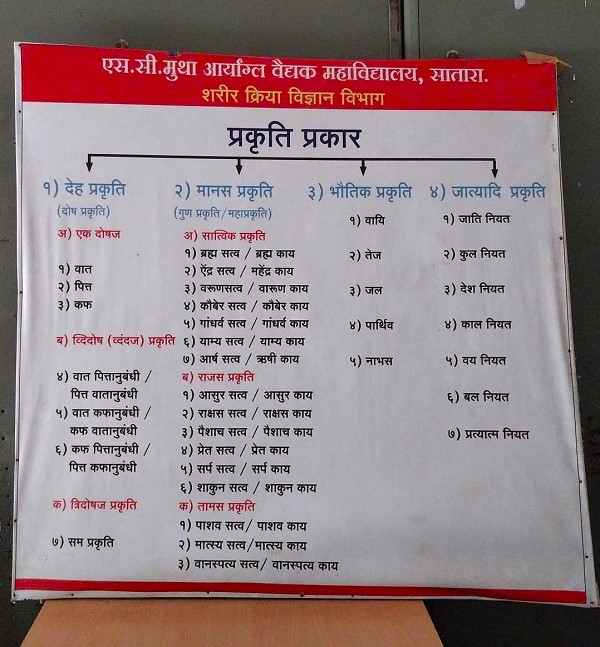 एस.सी.मुथा आर्यांग्ल वैद्यक महाविद्यालय, सातारा.
शरीर क्रिया विज्ञान विभाग
प्रकृति प्रकार
१) देह प्रकृति
(दोष प्रकृति)
अ) एक दोषज
१) वात
२) पित्त
३) कफ
ब) व्दिदोष (व्दंदज) प्रकृति
४) वात पित्तानुबंधी /
पित्त वातानुबंधी
५) वात कफानुबंधी /
कफ वातानुबंधी
६) कफ पित्तानुबंधी /
पित्त कफानुबंधी
क) त्रिदोषज प्रकृति
७) सम प्रकृति
२) मानस प्रकृति
(गुण प्रकृति/महाप्रकृति)
अ) सात्विक प्रकृति
१) ब्रह्म सत्व / ब्रह्म काय
२) ऐंद्र सत्व / महेंद्र काय
३) वरूणसत्व / वारूण काय
४) कौबेर सत्व / कौबेर काय
५) गांधर्व सत्व / गांधर्व काय
६) याम्य सत्व / याम्य काय
७) आर्ष सत्व / ऋषी काय
ब) राजस प्रकृति
१) आसुर सत्व / आसुर काय
२) राक्षस सत्व / राक्षस काय
३) पैशाच सत्व / पैशाच काय
४) प्रेत सत्व / प्रेत काय
५) सर्प सत्व / सर्प काय
६) शाकुन सत्व / शाकुन काय
क) तामस प्रकृति
१) पाशव सत्व/ पाशव काय
२) मात्स्य सत्व/मात्स्य काय
३) वानस्पत्य सत्व/ वानस्पत्य काय
३) भौतिक प्रकृति
१) वायि
२) तेज
३) जल
४) पार्थिव
५) नाभस
४) जात्यादि प्रकृति
१) जाति नियत
२) कुल नियत
३) देश नियत
४) काल नियत
५) वय नियत
६) बल नियत
७) प्रत्यात्म नियत